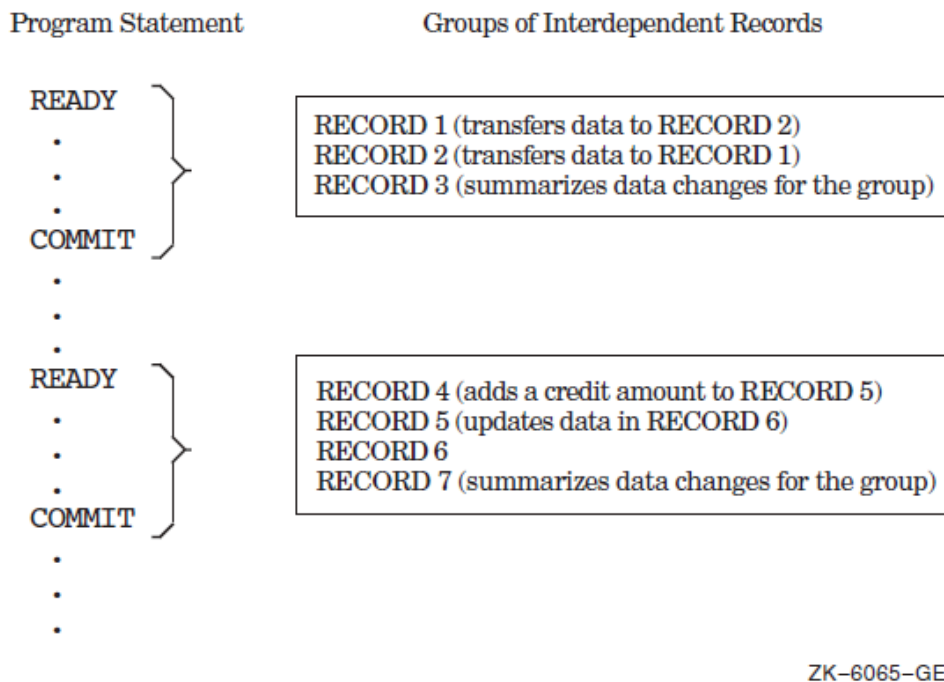 Program Statement
Groups of Interdependent Records
READY
.
.
.
COMMIT
RECORD 1 (transfers data to RECORD 2)
RECORD 2 (transfers data to RECORD 1)
RECORD 3 (summarizes data changes for the group)
.
.
.
READY
.
.
.
COMMIT
RECORD 4 (adds a credit amount to RECORD 5)
RECORD 5 (updates data in RECORD 6)
RECORD 6
RECORD 7 (summarizes data changes for the group)
.
.
.
ZK–6065–GE